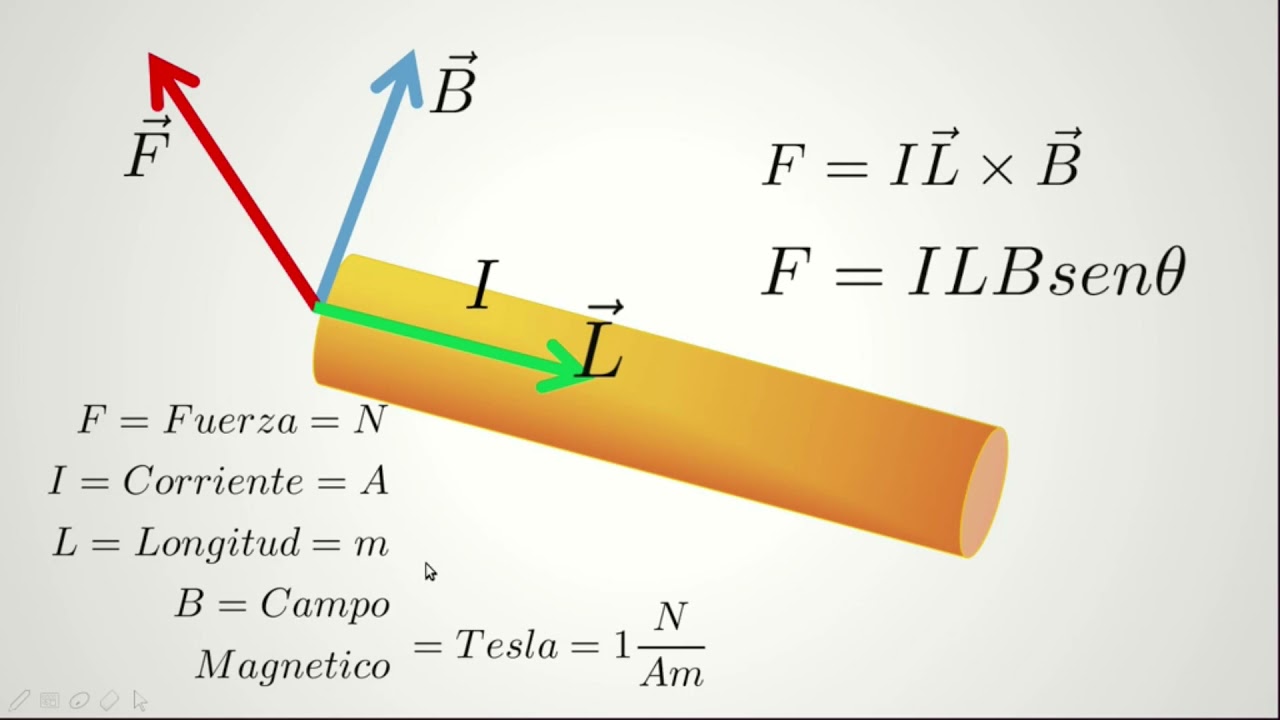 $\vec{F}$
$\vec{B}$
$I$
$\vec{L}$
$F = I\vec{L} \times \vec{B}$
$F = ILBsen\theta$
$F = Fuerza = N$
$I = Corriente = A$
$L = Longitud = m$
$B = Campo$
$Magnetico$ $= Tesla = 1\frac{N}{Am}$